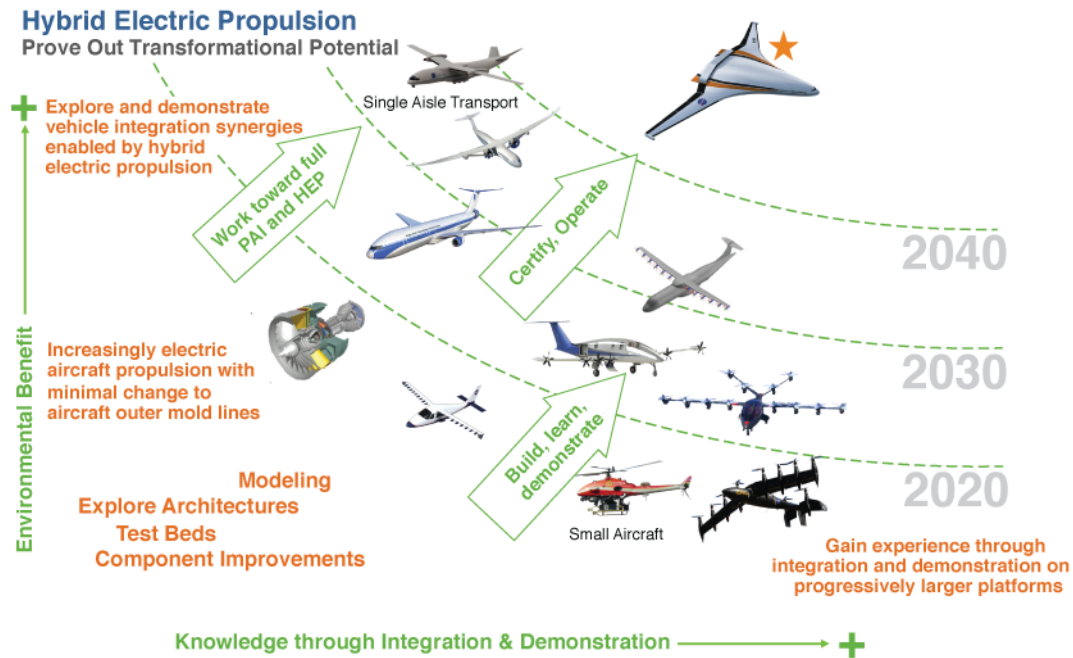 Hybrid Electric Propulsion
Prove Out Transformational Potential
Single Aisle Transport
Explore and demonstrate
vehicle integration synergies
enabled by hybrid
electric propulsion
Work toward full
PAI and HEP
Certify, Operate
2040
Environmental Benefit
Increasingly electric
aircraft propulsion with
minimal change to
aircraft outer mold lines
2030
Build, learn,
demonstrate
Modeling
Explore Architectures
Test Beds
Component Improvements
2020
Small Aircraft
Gain experience through
integration and demonstration on
progressively larger platforms
Knowledge through Integration & Demonstration